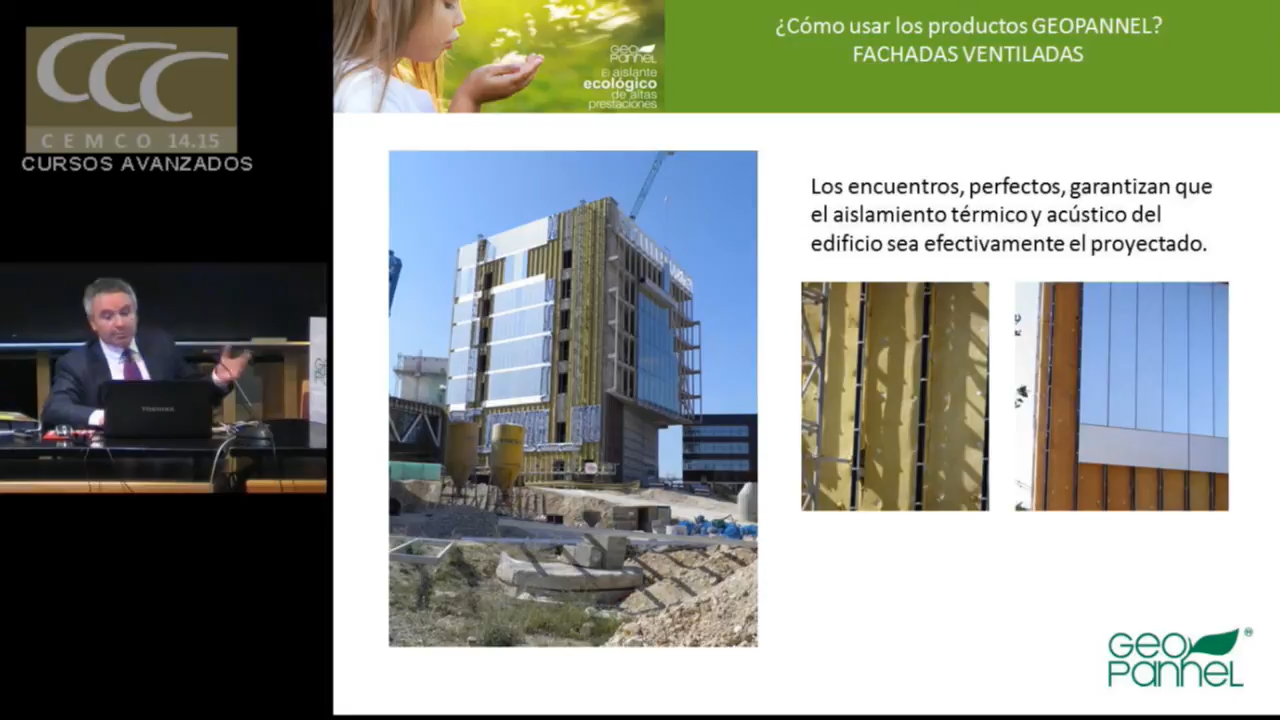 CCC
CEMCO 14.15
CURSOS AVANZADOS
TOSHIBA
GEO
PANNEL
El aislante
ecológico
de altas
prestaciones
¿Cómo usar los productos GEOPANNEL?
FACHADAS VENTILADAS
Los encuentros, perfectos, garantizan que
el aislamiento térmico y acústico del
edificio sea efectivamente el proyectado.
GEO
PANNEL ®